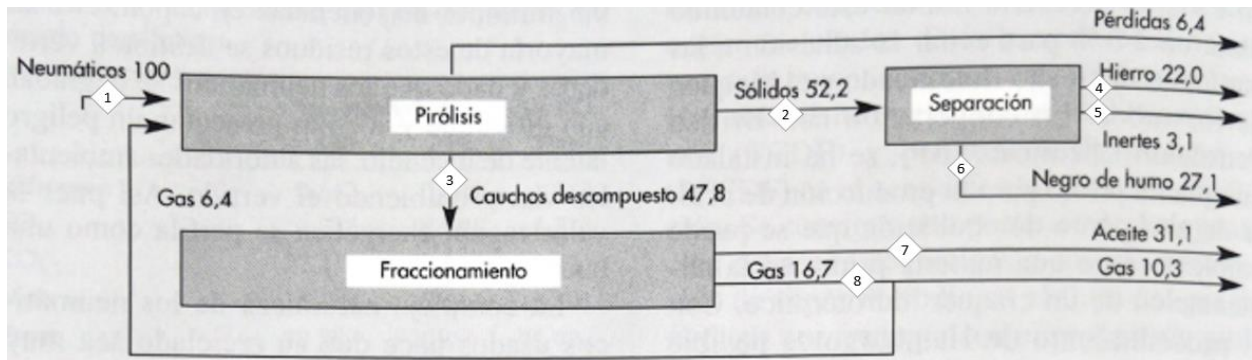 Pérdidas 6,4
Neumáticos 100
1
Pirólisis
Sólidos 52,2
2
Separación
Hierro 22,0
4
5
Inertes 3,1
3
Cauchos descompuesto 47,8
6
Negro de humo 27,1
Gas 6,4
Fraccionamiento
7
Aceite 31,1
Gas 16,7
8
Gas 10,3